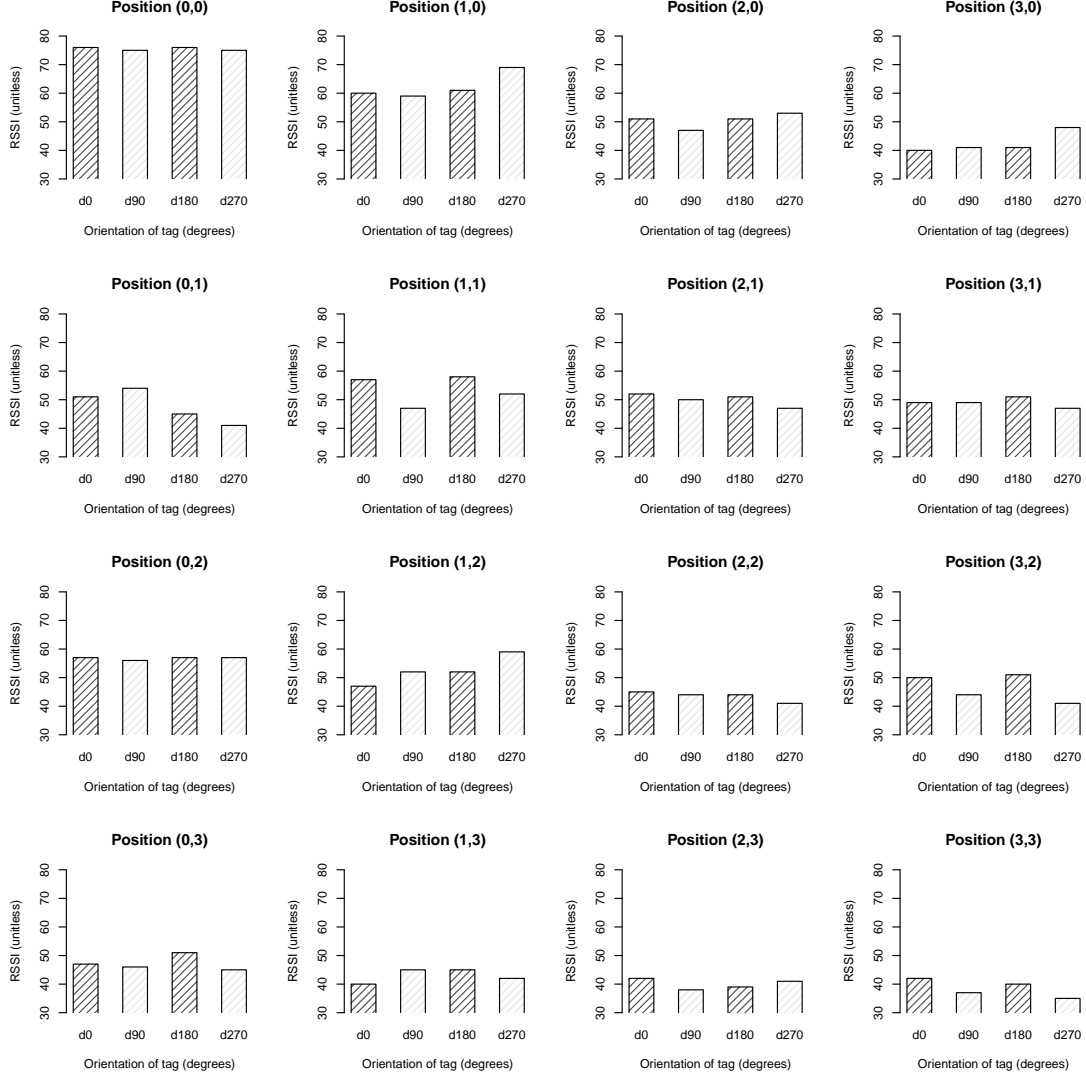 Position (0,0)
RSSI (unitless)
30 40 50 60 70 80
d0 d90 d180 d270
Orientation of tag (degrees)
Position (1,0)
RSSI (unitless)
30 40 50 60 70 80
d0 d90 d180 d270
Orientation of tag (degrees)
Position (2,0)
RSSI (unitless)
30 40 50 60 70 80
d0 d90 d180 d270
Orientation of tag (degrees)
Position (3,0)
RSSI (unitless)
30 40 50 60 70 80
d0 d90 d180 d270
Orientation of tag (degrees)
Position (0,1)
RSSI (unitless)
30 40 50 60 70 80
d0 d90 d180 d270
Orientation of tag (degrees)
Position (1,1)
RSSI (unitless)
30 40 50 60 70 80
d0 d90 d180 d270
Orientation of tag (degrees)
Position (2,1)
RSSI (unitless)
30 40 50 60 70 80
d0 d90 d180 d270
Orientation of tag (degrees)
Position (3,1)
RSSI (unitless)
30 40 50 60 70 80
d0 d90 d180 d270
Orientation of tag (degrees)
Position (0,2)
RSSI (unitless)
30 40 50 60 70 80
d0 d90 d180 d270
Orientation of tag (degrees)
Position (1,2)
RSSI (unitless)
30 40 50 60 70 80
d0 d90 d180 d270
Orientation of tag (degrees)
Position (2,2)
RSSI (unitless)
30 40 50 60 70 80
d0 d90 d180 d270
Orientation of tag (degrees)
Position (3,2)
RSSI (unitless)
30 40 50 60 70 80
d0 d90 d180 d270
Orientation of tag (degrees)
Position (0,3)
RSSI (unitless)
30 40 50 60 70 80
d0 d90 d180 d270
Orientation of tag (degrees)
Position (1,3)
RSSI (unitless)
30 40 50 60 70 80
d0 d90 d180 d270
Orientation of tag (degrees)
Position (2,3)
RSSI (unitless)
30 40 50 60 70 80
d0 d90 d180 d270
Orientation of tag (degrees)
Position (3,3)
RSSI (unitless)
30 40 50 60 70 80
d0 d90 d180 d270
Orientation of tag (degrees)